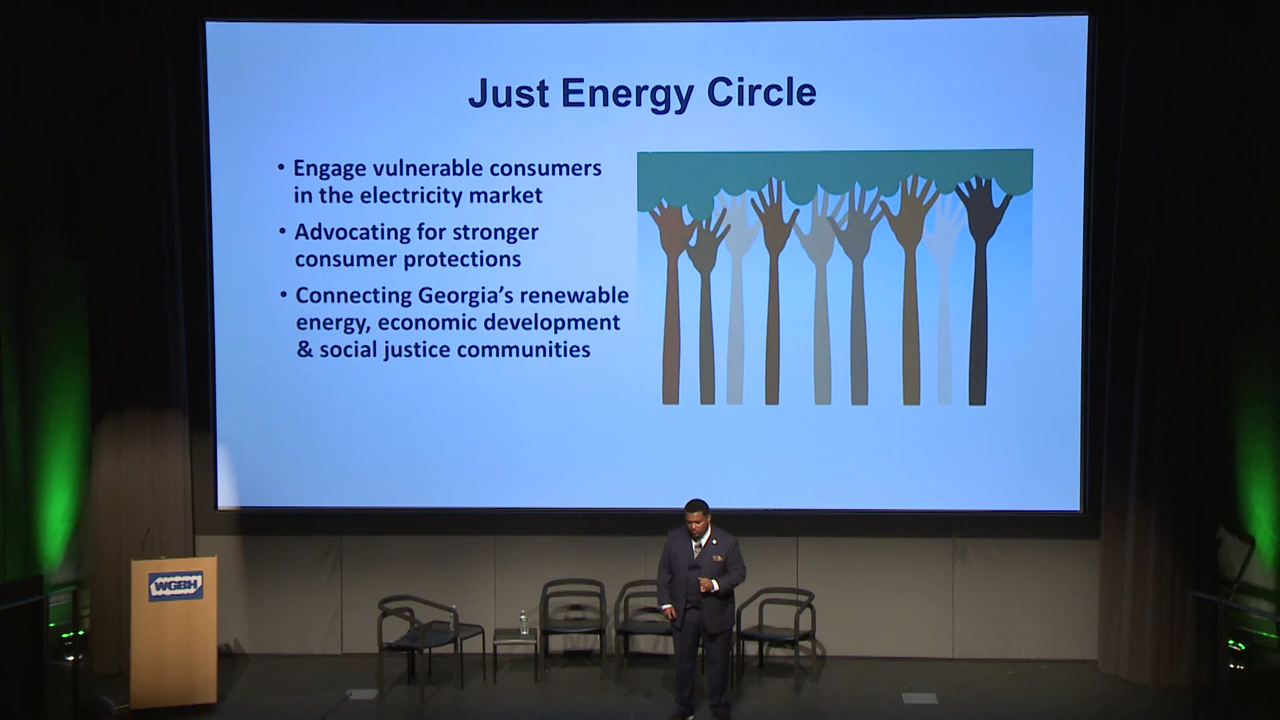 Just Energy Circle
• Engage vulnerable consumers
in the electricity market
• Advocating for stronger
consumer protections
• Connecting Georgia's renewable
energy, economic development
& social justice communities
WGBH